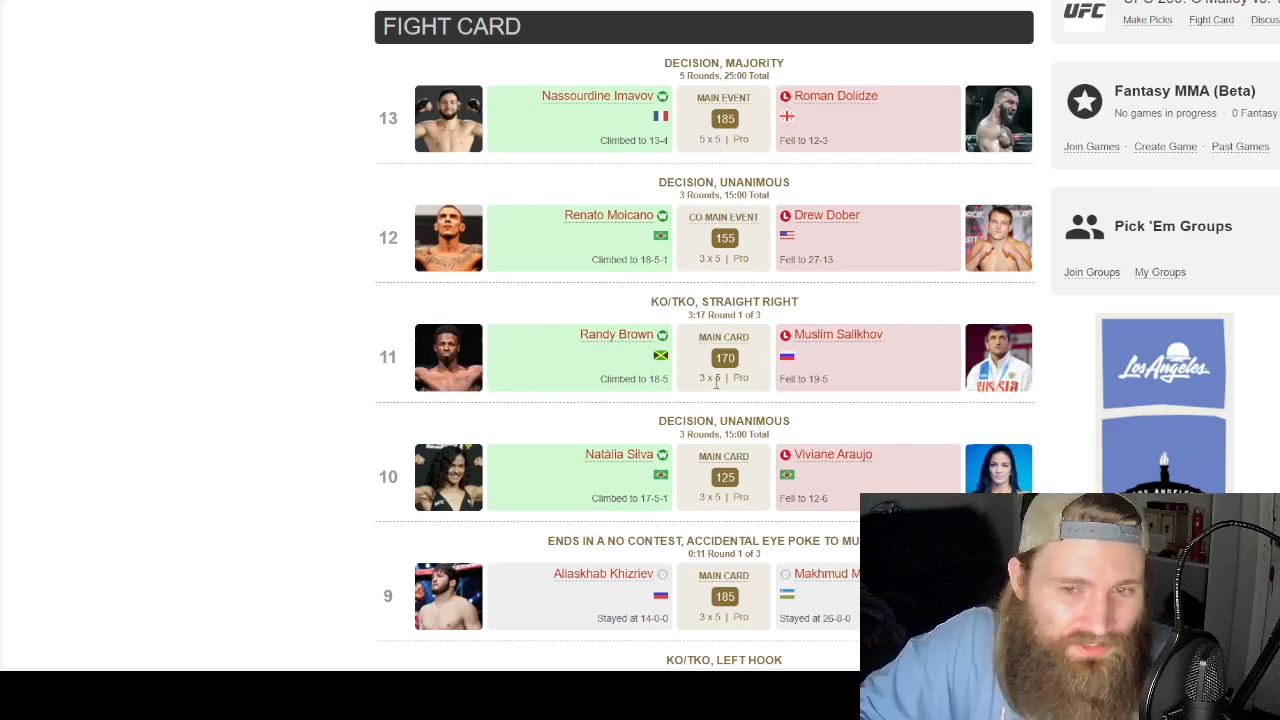 FIGHT CARD
DECISION, MAJORITY
5 Rounds, 25:00 Total
13
Nassourdine Imavov W
MAIN EVENT
L Roman Dolidze
185
Climbed to 13-4
5 x 5 | Pro
Fell to 12-3
DECISION, UNANIMOUS
3 Rounds, 15:00 Total
12
Renato Moicano W
CO-MAIN EVENT
L Drew Dober
155
Climbed to 18-5-1
3 x 5 | Pro
Fell to 27-13
KO/TKO, STRAIGHT RIGHT
3:17 Round 1 of 3
11
Randy Brown W
MAIN CARD
L Muslim Salikhov
170
Climbed to 18-5
3 x 5 | Pro
Fell to 19-5
RUSSIA
DECISION, UNANIMOUS
3 Rounds, 15:00 Total
10
Natália Silva W
MAIN CARD
L Viviane Araujo
125
Climbed to 17-5-1
3 x 5 | Pro
Fell to 12-6
ENDS IN A NO CONTEST, ACCIDENTAL EYE POKE TO MU
0:11 Round 1 of 3
9
Aliaskhab Khizriev D
MAIN CARD
D Makhmud M
185
Stayed at 14-0-0
3 x 5 | Pro
Stayed at 26-8-0
KO/TKO, LEFT HOOK
UFC
Make Picks · Fight Card · Discus
Fantasy MMA (Beta)
No games in progress · 0 Fantasy
Join Games · Create Game · Past Games
Pick 'Em Groups
Join Groups · My Groups
Los Angeles